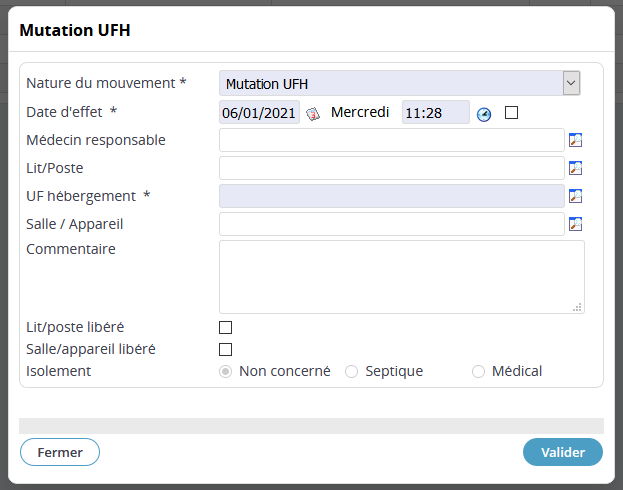 Mutation UFH
Nature du mouvement * Mutation UFH
Date d'effet * 06/01/2021 Mercredi 11:28
Médecin responsable
Lit/Poste
UF hébergement *
Salle / Appareil
Commentaire
Lit/poste libéré
Salle/appareil libéré
Isolement Non concerné Septique Médical
Fermer Valider